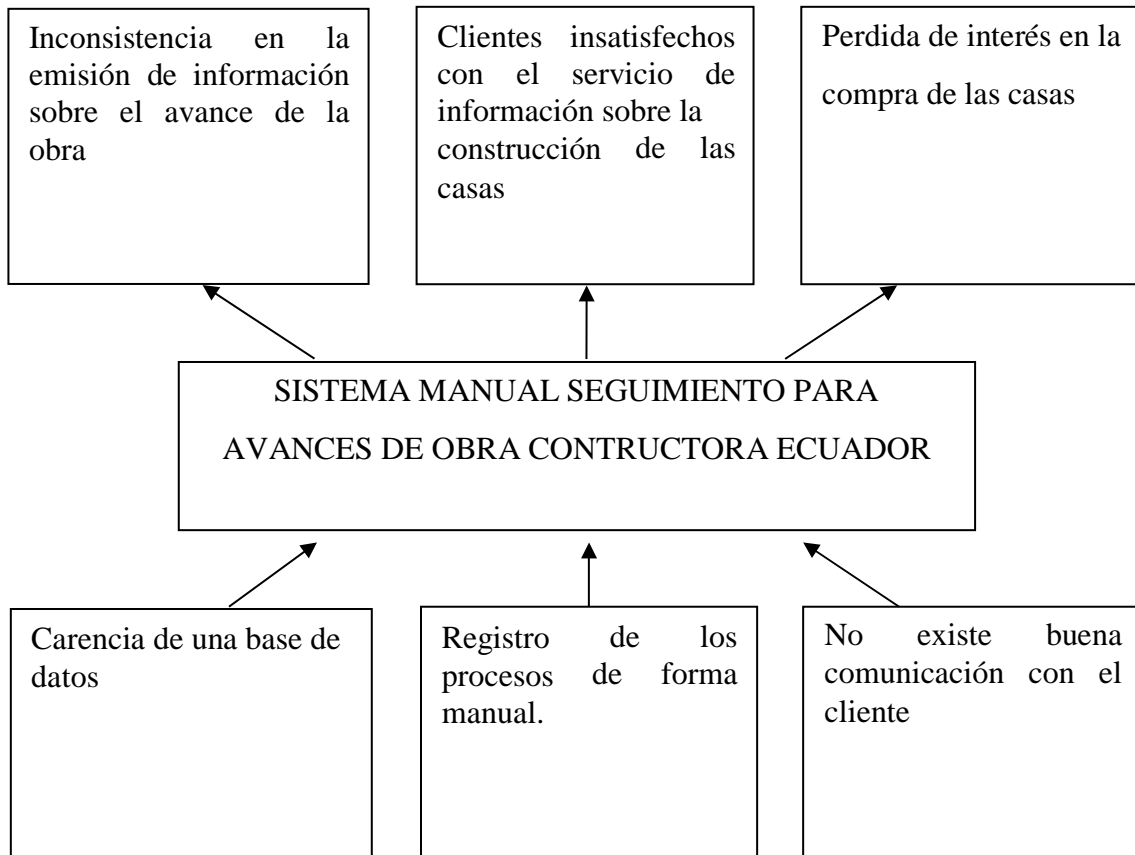 Inconsistencia en la
emisión de información
sobre el avance de la
obra
Clientes insatisfechos
con el servicio de
información sobre la
construcción de las
casas
Perdida de interés en la
compra de las casas
SISTEMA MANUAL SEGUIMIENTO PARA
AVANCES DE OBRA CONTRUCTORA ECUADOR
Carencia de una base de
datos
Registro de los
procesos de forma
manual.
No existe buena
comunicación con el
cliente